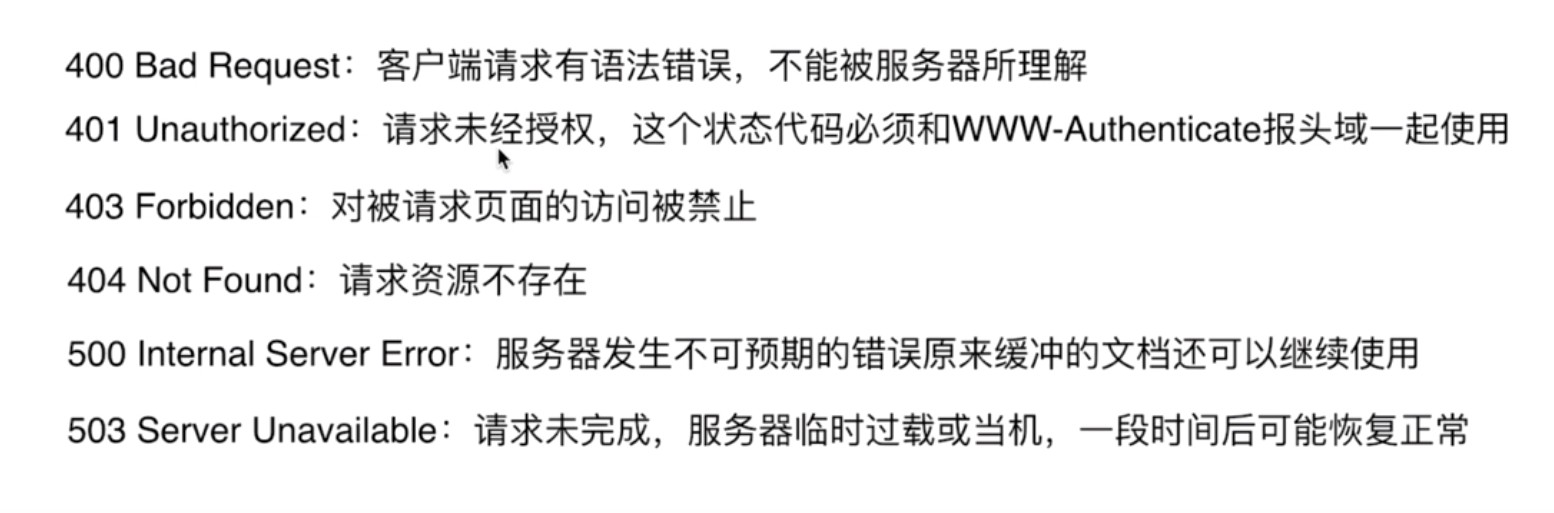 400 Bad Request：客户端请求有语法错误，不能被服务器所理解
401 Unauthorized：请求未经授权，这个状态代码必须和WWW-Authenticate报头域一起使用
403 Forbidden：对被请求页面的访问被禁止
404 Not Found：请求资源不存在
500 Internal Server Error：服务器发生不可预期的错误原来缓冲的文档还可以继续使用
503 Server Unavailable：请求未完成，服务器临时过载或当机，一段时间后可能恢复正常